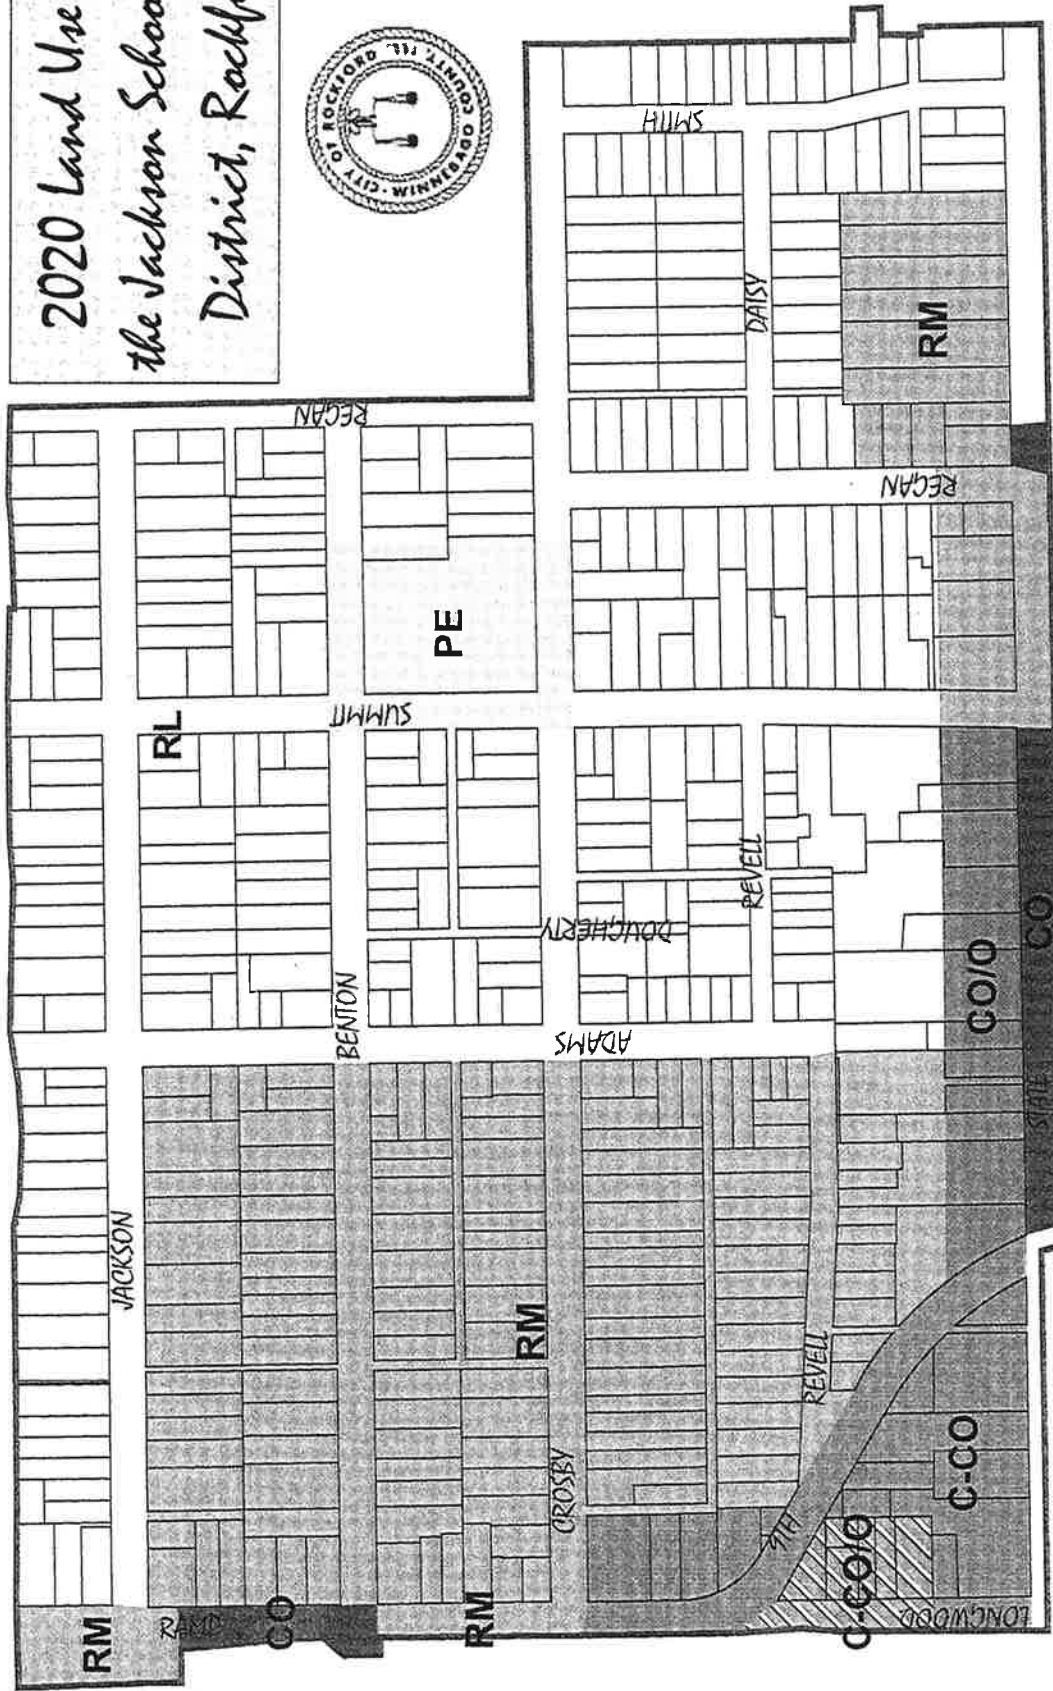 2020 Land Use
the Jackson School
District, Rockf
CITY OF ROCKFORD ILL. WINNEBAGO COUNTY
SMITH
DAISY
RM
REGAN
REGAN
PE
SUMMIT
RL
REVELL
DOUGHERTY
CO/O
CO
STATE
BENTON
ADAMS
JACKSON
RM
REVELL
CROSBY
C-CO
9TH
C-CO/O
LONGWOOD
RM
CO
RAMP
RM